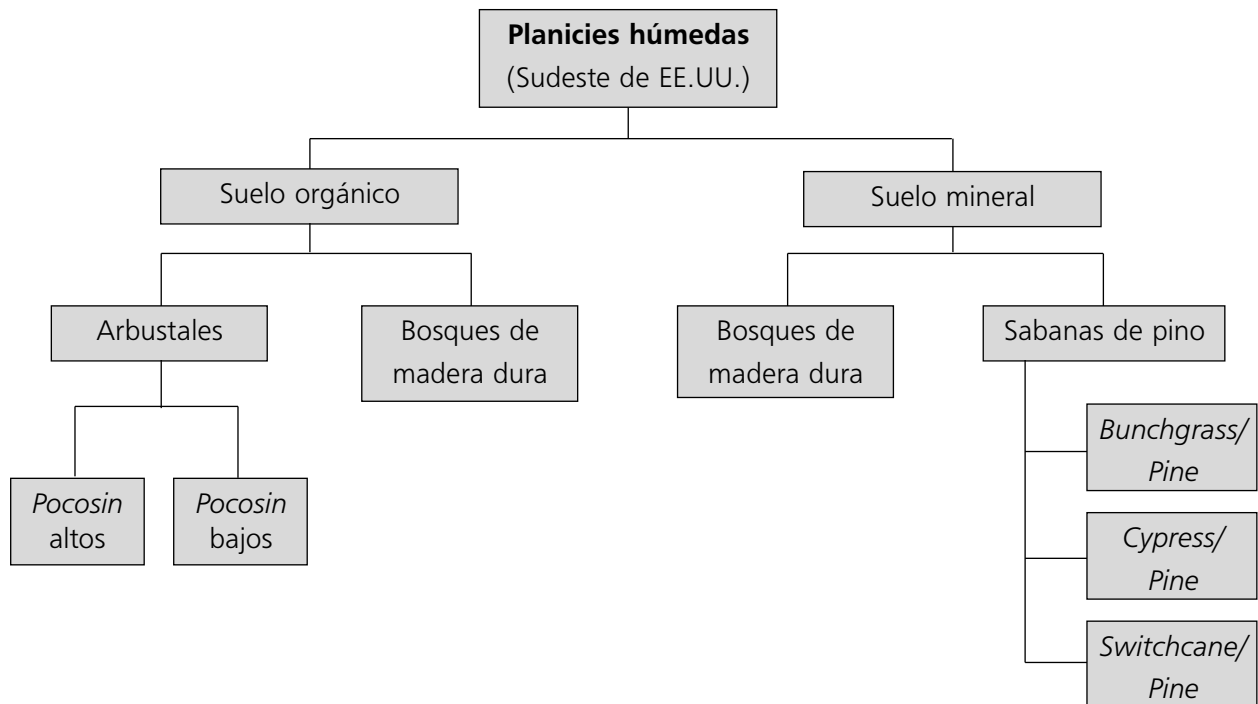 Planicies húmedas
(Sudeste de EE.UU.)
Suelo orgánico
Suelo mineral
Arbustales
Bosques de
madera dura
Bosques de
madera dura
Sabanas de pino
Pocosin
altos
Pocosin
bajos
Bunchgrass/
Pine
Cypress/
Pine
Switchcane/
Pine